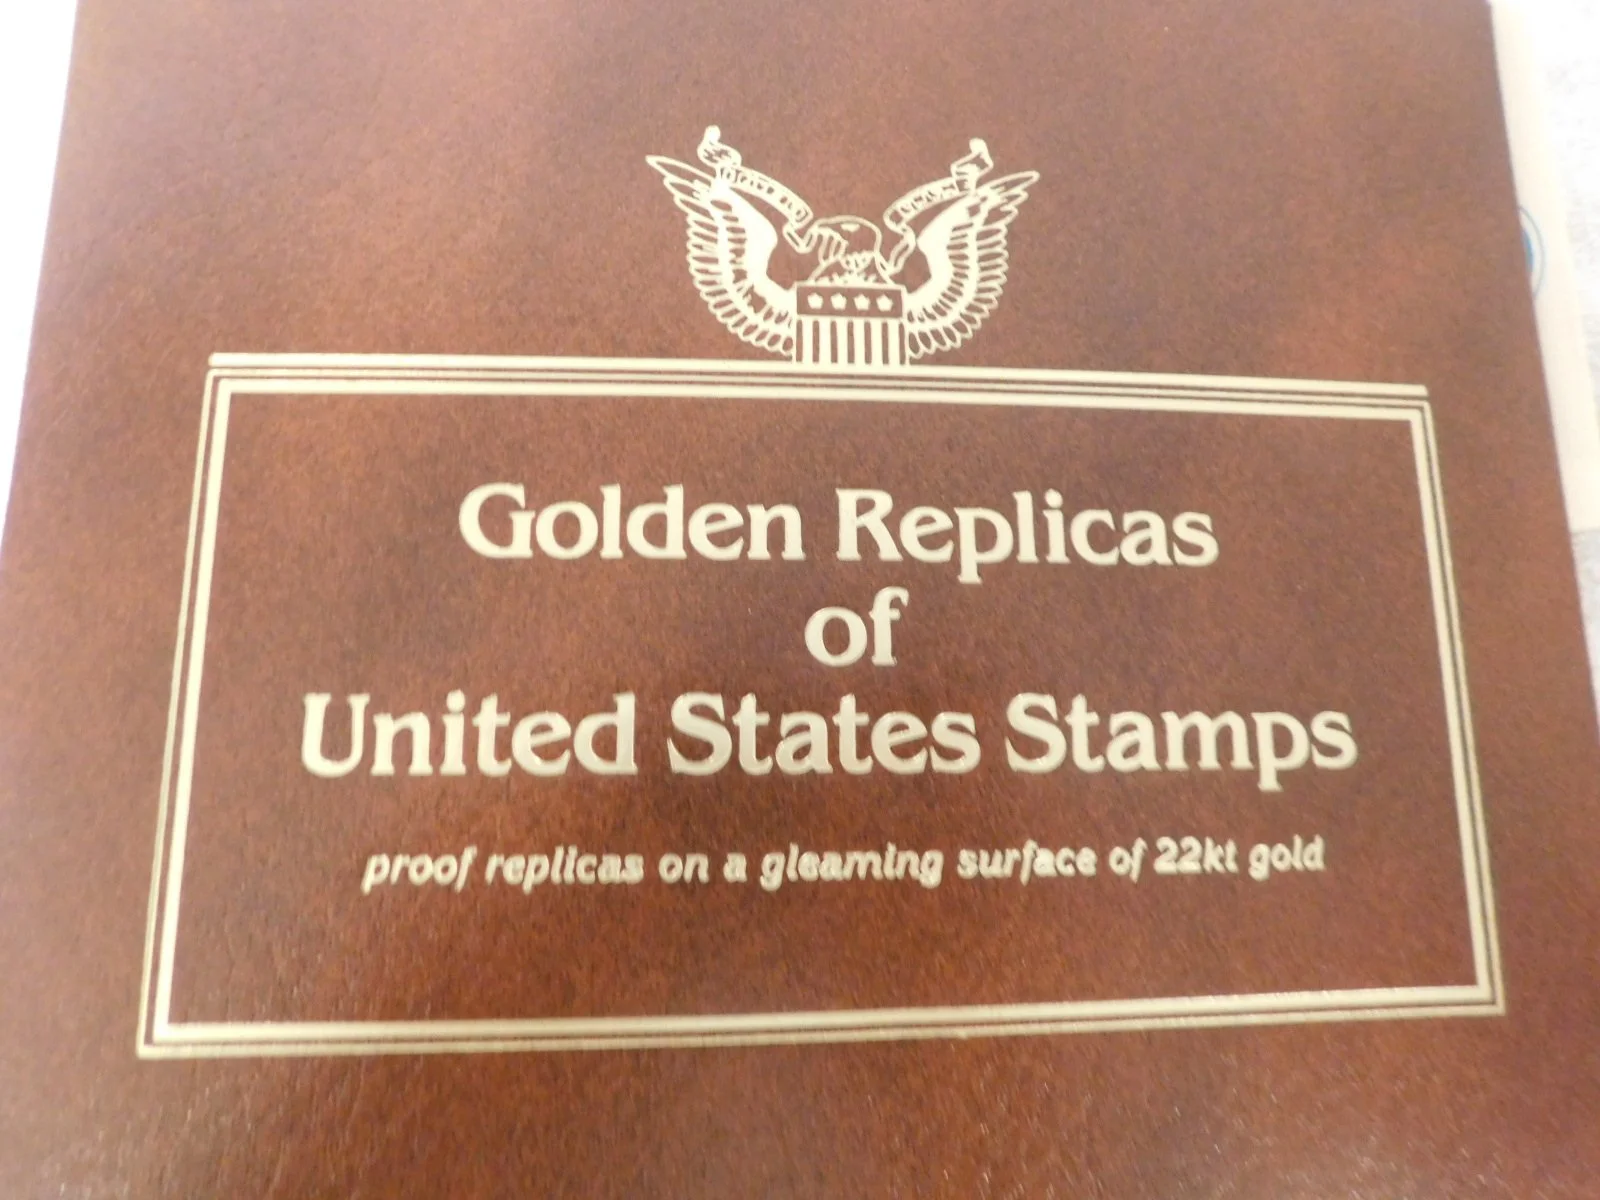 Golden Replicas
of
United States Stamps
proof replicas on a gleaming surface of 22kt gold